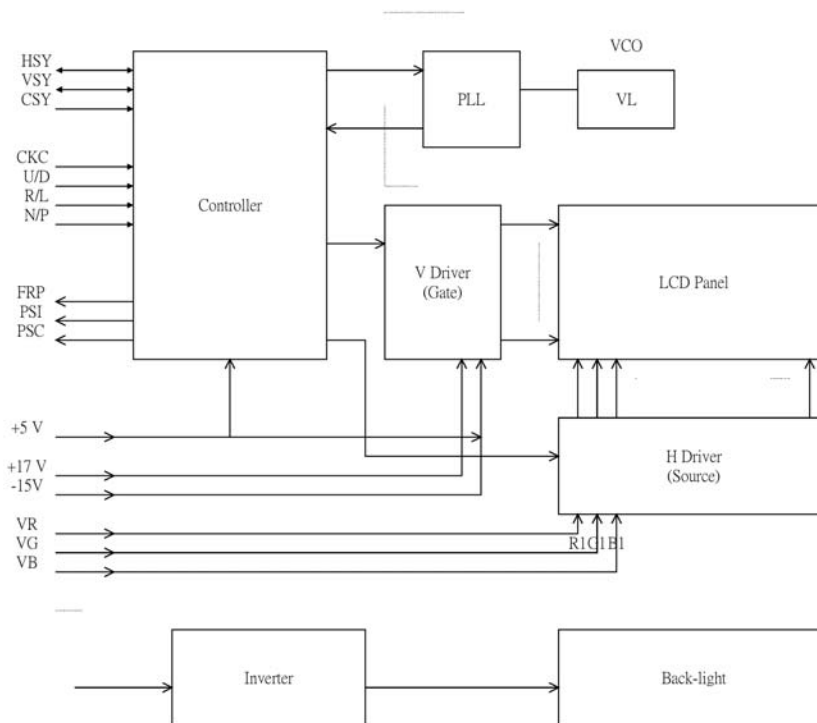 VCO
HSY
VSY
CSY
PLL
VL
CKC
U/D
R/L
N/P
Controller
V Driver
(Gate)
LCD Panel
FRP
PSI
PSC
+5 V
+17 V
-15V
H Driver
(Source)
VR
VG
VB
R1G1B1
Inverter
Back-light